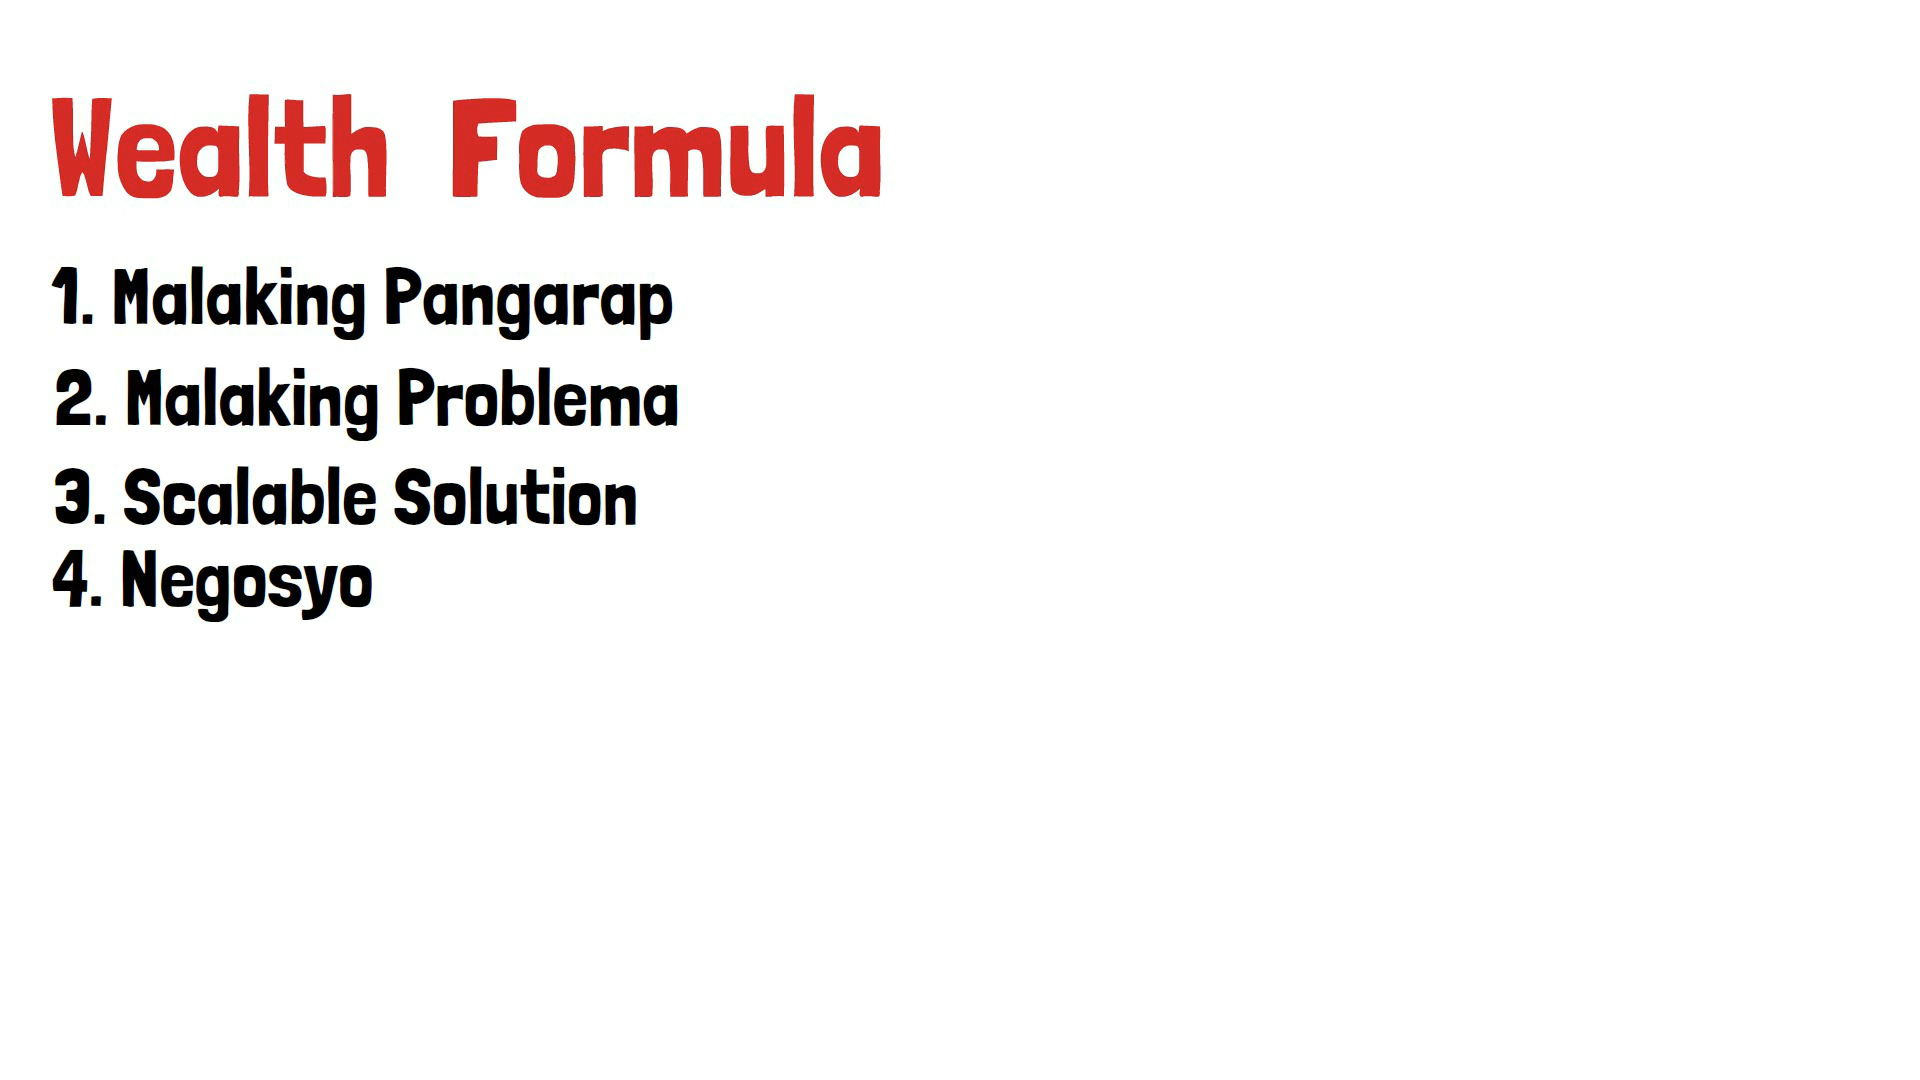 Wealth Formula
1. Malaking Pangarap
2. Malaking Problema
3. Scalable Solution
4. Negosyo